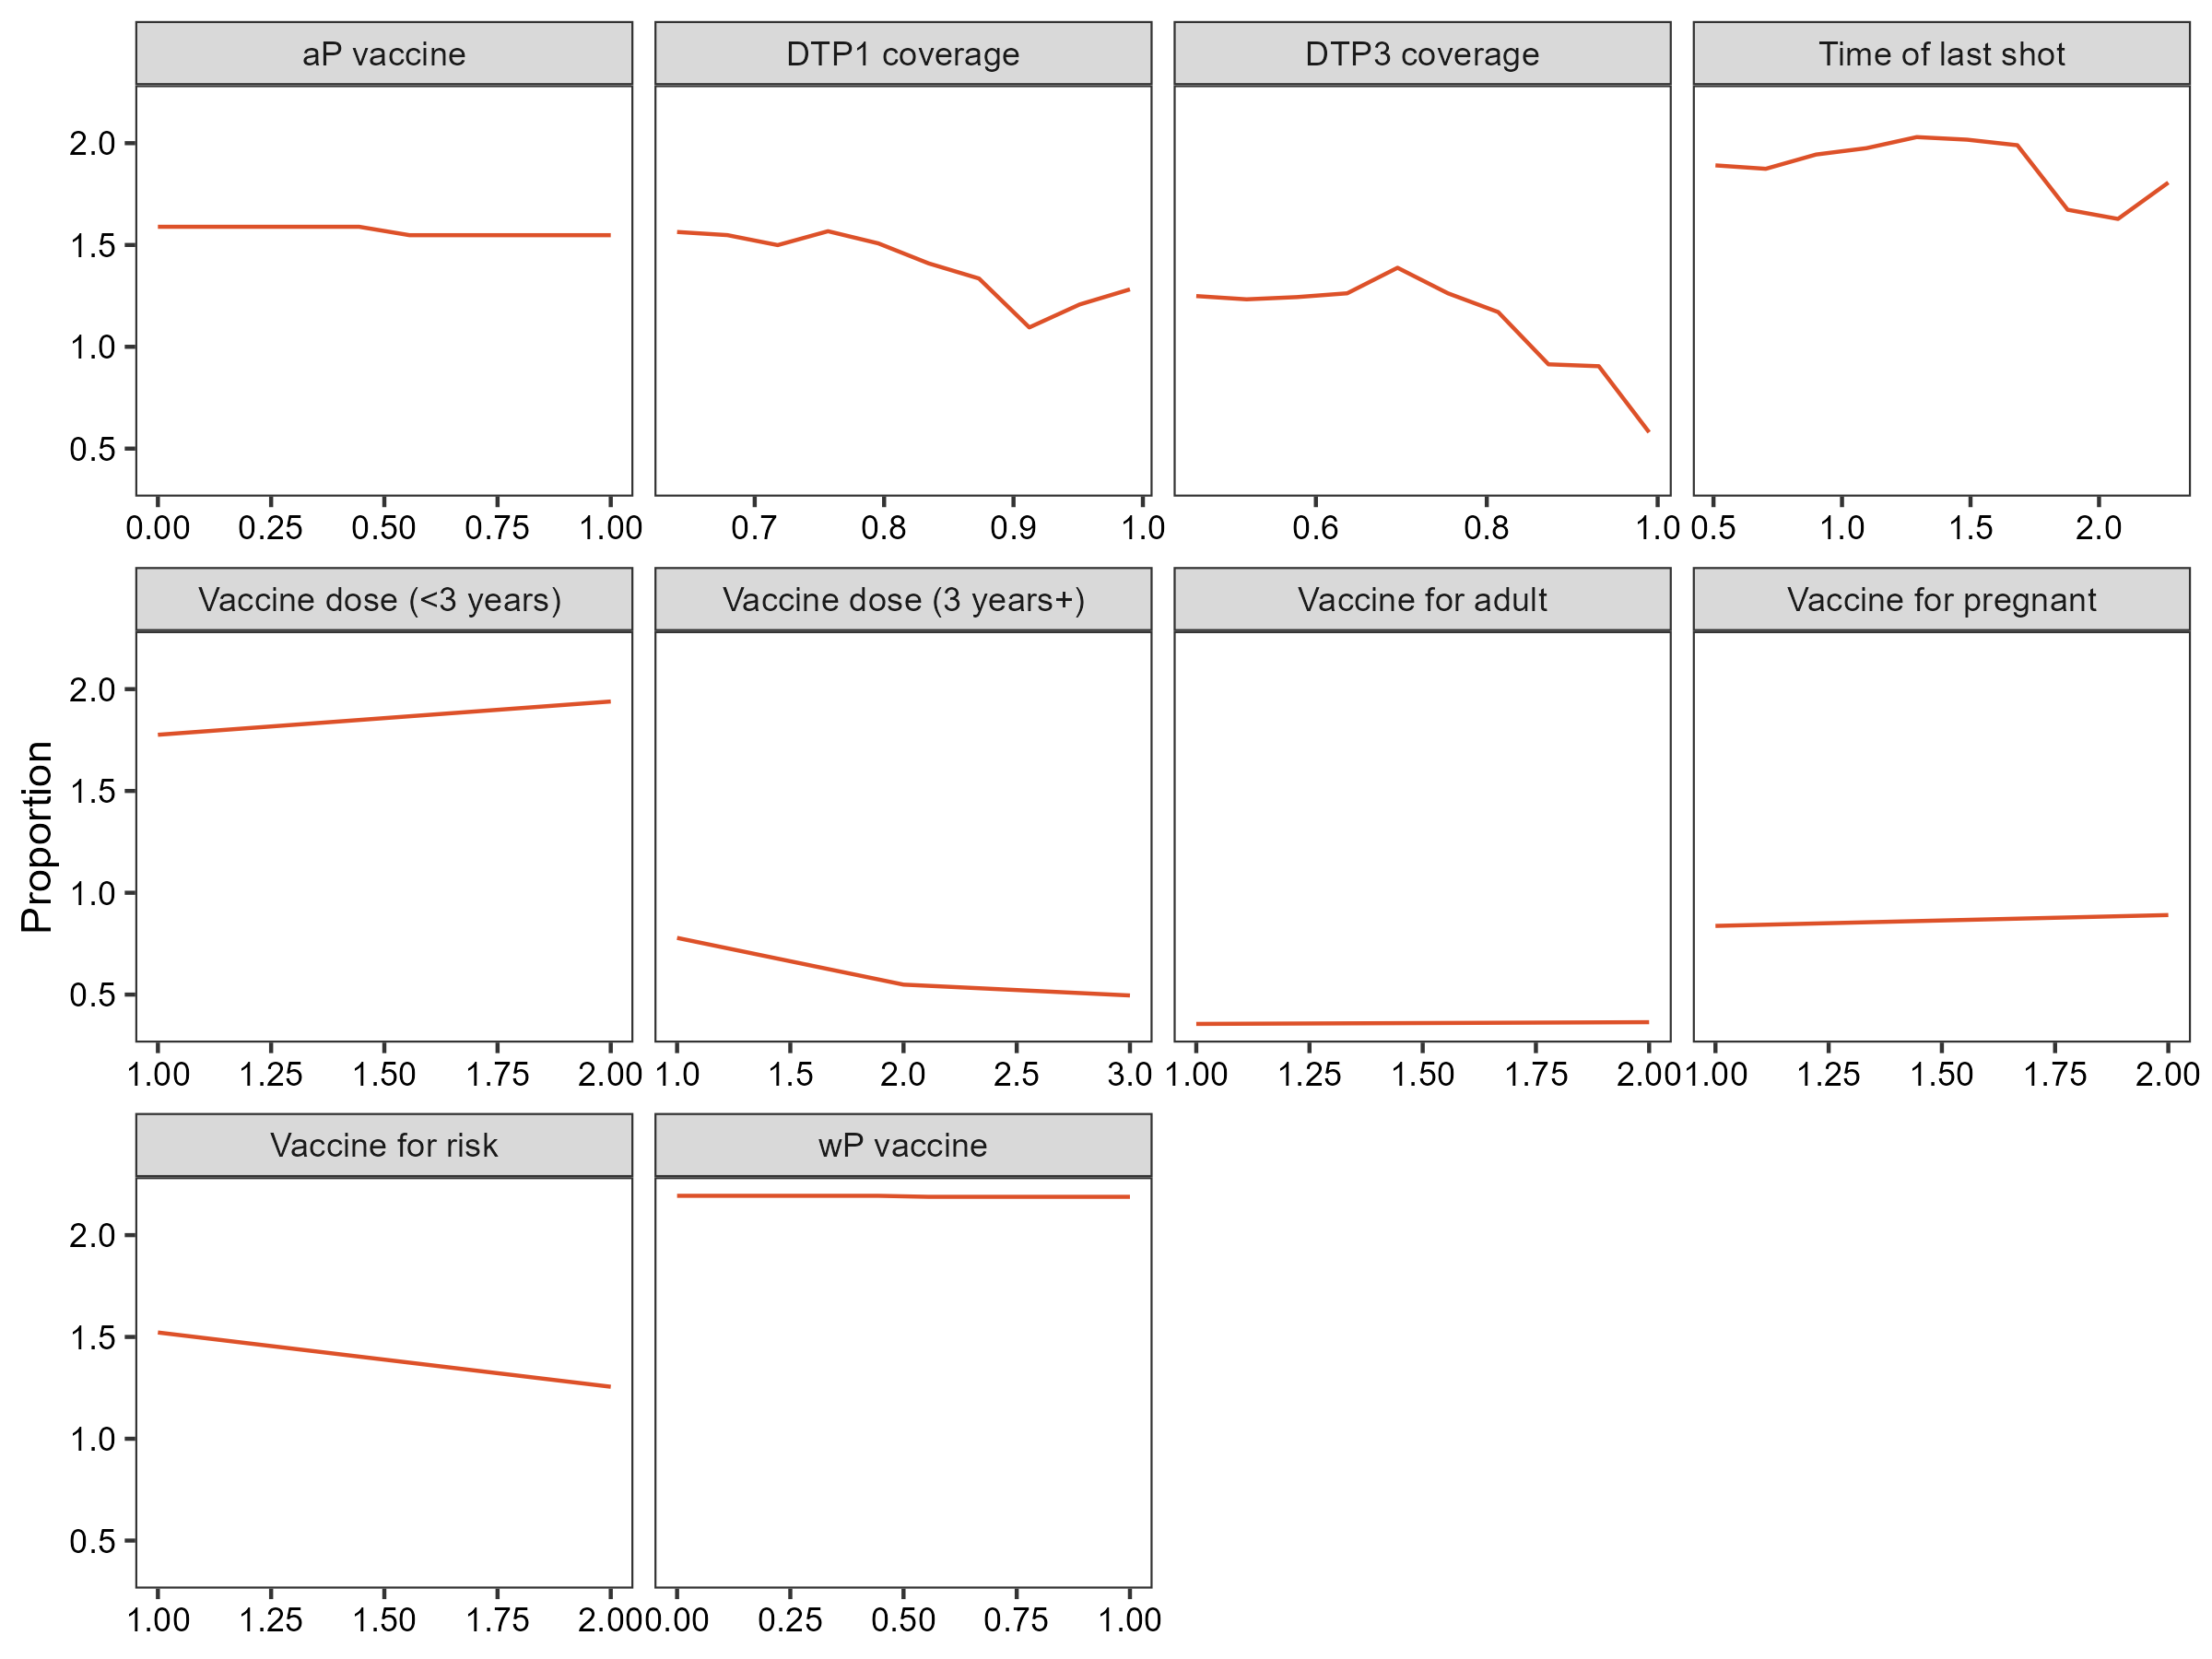 aP vaccine DTP1 coverage DTP3 coverage Time of last shot
2.0
1.5
1.0
0.5
0.00 0.25 0.50 0.75 1.00 0.7 0.8 0.9 1.0 0.6 0.8 1.0 0.5 1.0 1.5 2.0
Vaccine dose (<3 years) Vaccine dose (3 years+) Vaccine for adult Vaccine for pregnant
2.0
1.5
1.0
0.5
Proportion
1.00 1.25 1.50 1.75 2.00 1.0 1.5 2.0 2.5 3.0 1.00 1.25 1.50 1.75 2.00 1.00 1.25 1.50 1.75 2.00
Vaccine for risk wP vaccine
2.0
1.5
1.0
0.5
1.00 1.25 1.50 1.75 2.00 0.00 0.25 0.50 0.75 1.00